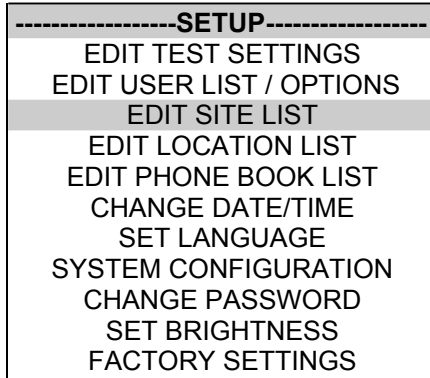 ------------------SETUP------------------
EDIT TEST SETTINGS
EDIT USER LIST / OPTIONS
EDIT SITE LIST
EDIT LOCATION LIST
EDIT PHONE BOOK LIST
CHANGE DATE/TIME
SET LANGUAGE
SYSTEM CONFIGURATION
CHANGE PASSWORD
SET BRIGHTNESS
FACTORY SETTINGS